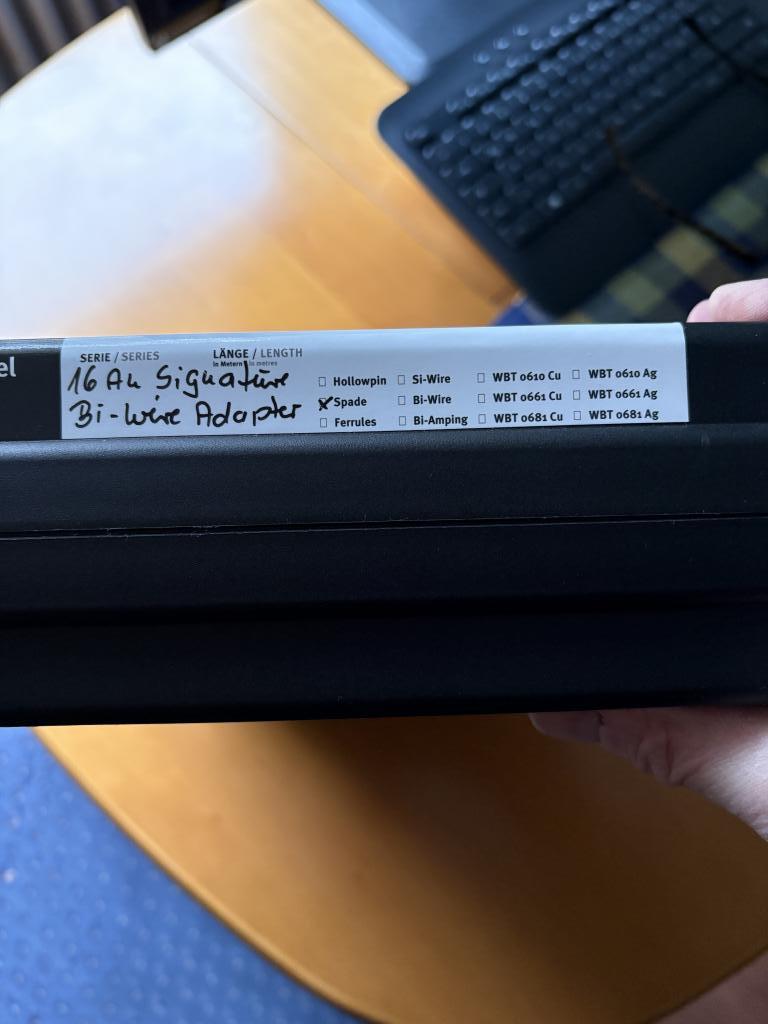 el
SERIE / SERIES
LÄNGE / LENGTH
in Metern / in metres
16 Au Signature
Bi-Wire Adapter
☐ Hollowpin ☐ Si-Wire ☐ WBT 0610 Cu ☐ WBT 0610 Ag
☒ Spade ☐ Bi-Wire ☐ WBT 0661 Cu ☐ WBT 0661 Ag
☐ Ferrules ☐ Bi-Amping ☐ WBT 0681 Cu ☐ WBT 0681 Ag